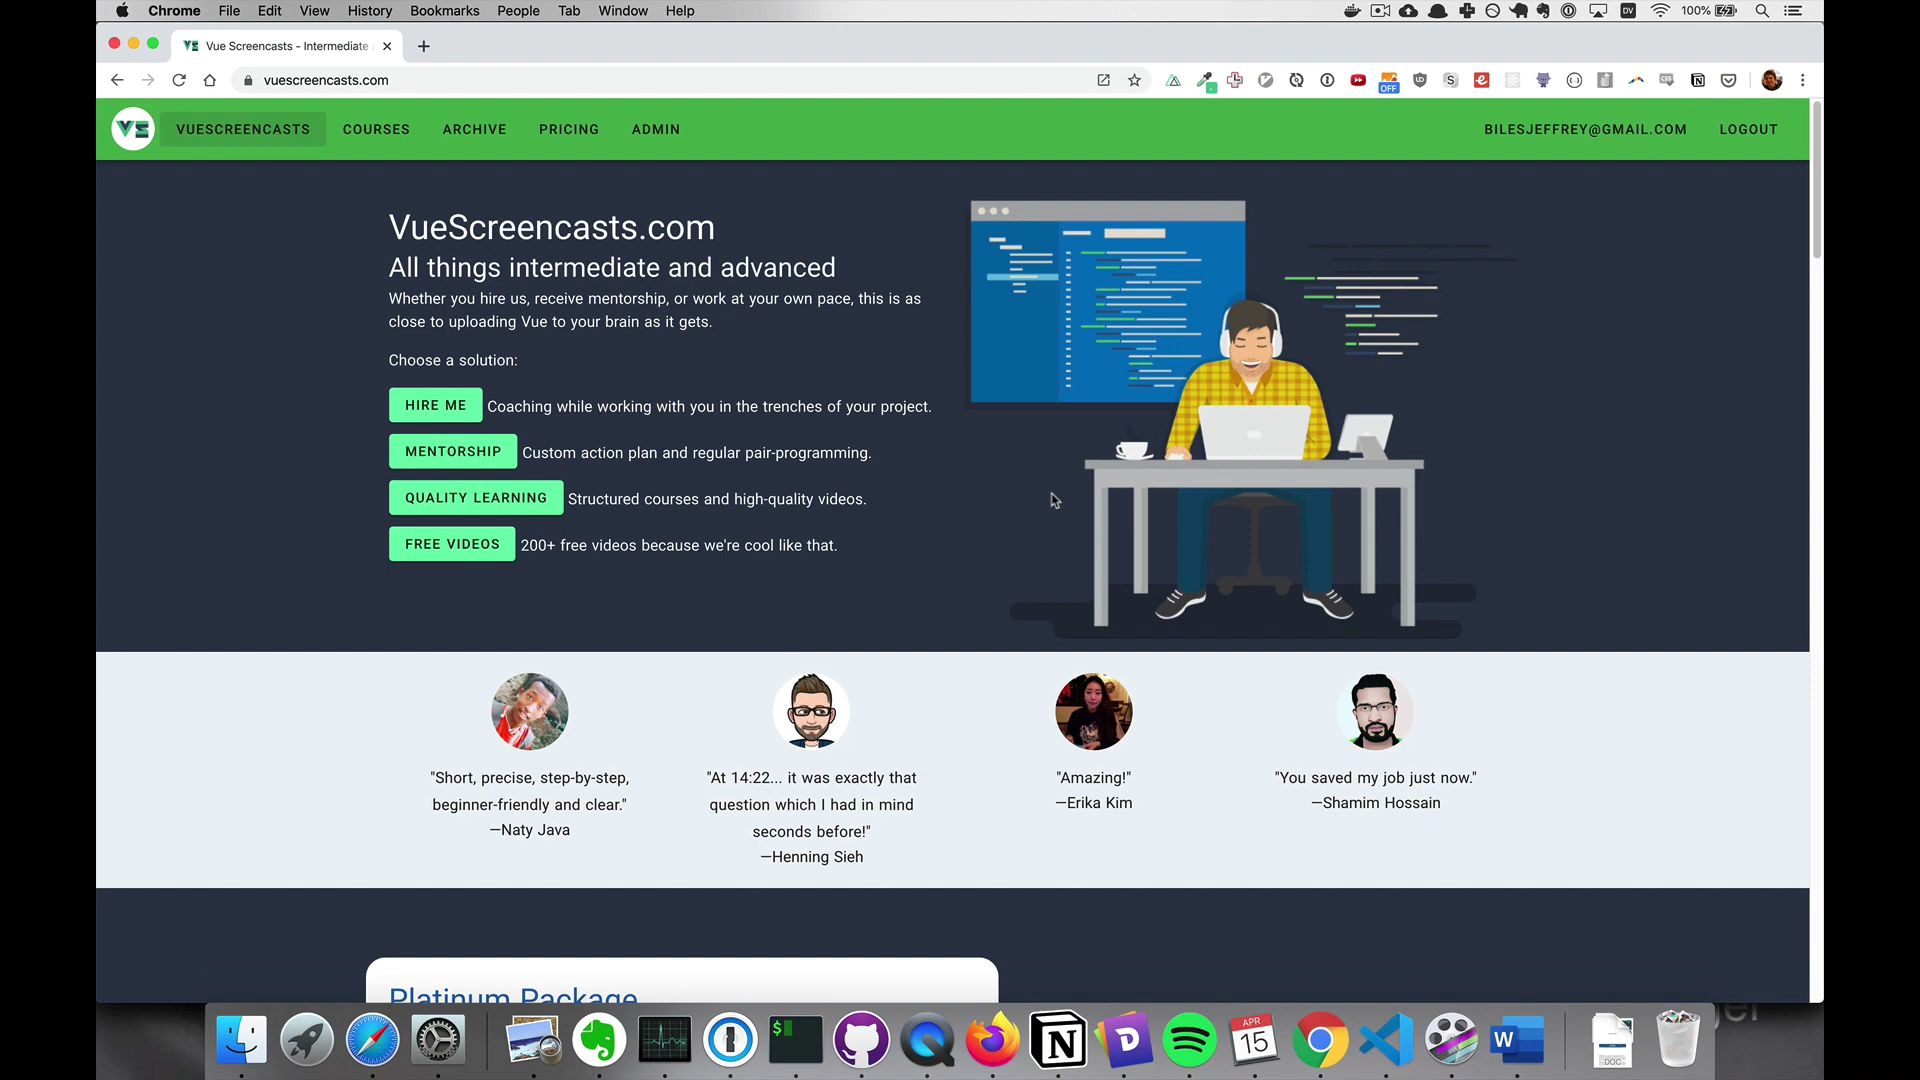 Chrome File Edit View History Bookmarks People Tab Window Help
DV 100%
Vue Screencasts - Intermediate
vuescreencasts.com
OFF
CSS
VUESCREENCASTS COURSES ARCHIVE PRICING ADMIN BILESJEFFREY@GMAIL.COM LOGOUT
VueScreencasts.com
All things intermediate and advanced
Whether you hire us, receive mentorship, or work at your own pace, this is as
close to uploading Vue to your brain as it gets.
Choose a solution:
HIRE ME Coaching while working with you in the trenches of your project.
MENTORSHIP Custom action plan and regular pair-programming.
QUALITY LEARNING Structured courses and high-quality videos.
FREE VIDEOS 200+ free videos because we're cool like that.
"Short, precise, step-by-step,
beginner-friendly and clear."
—Naty Java
"At 14:22... it was exactly that
question which I had in mind
seconds before!"
—Henning Sieh
"Amazing!"
—Erika Kim
"You saved my job just now."
—Shamim Hossain
Platinum Package
APR
15
DOC